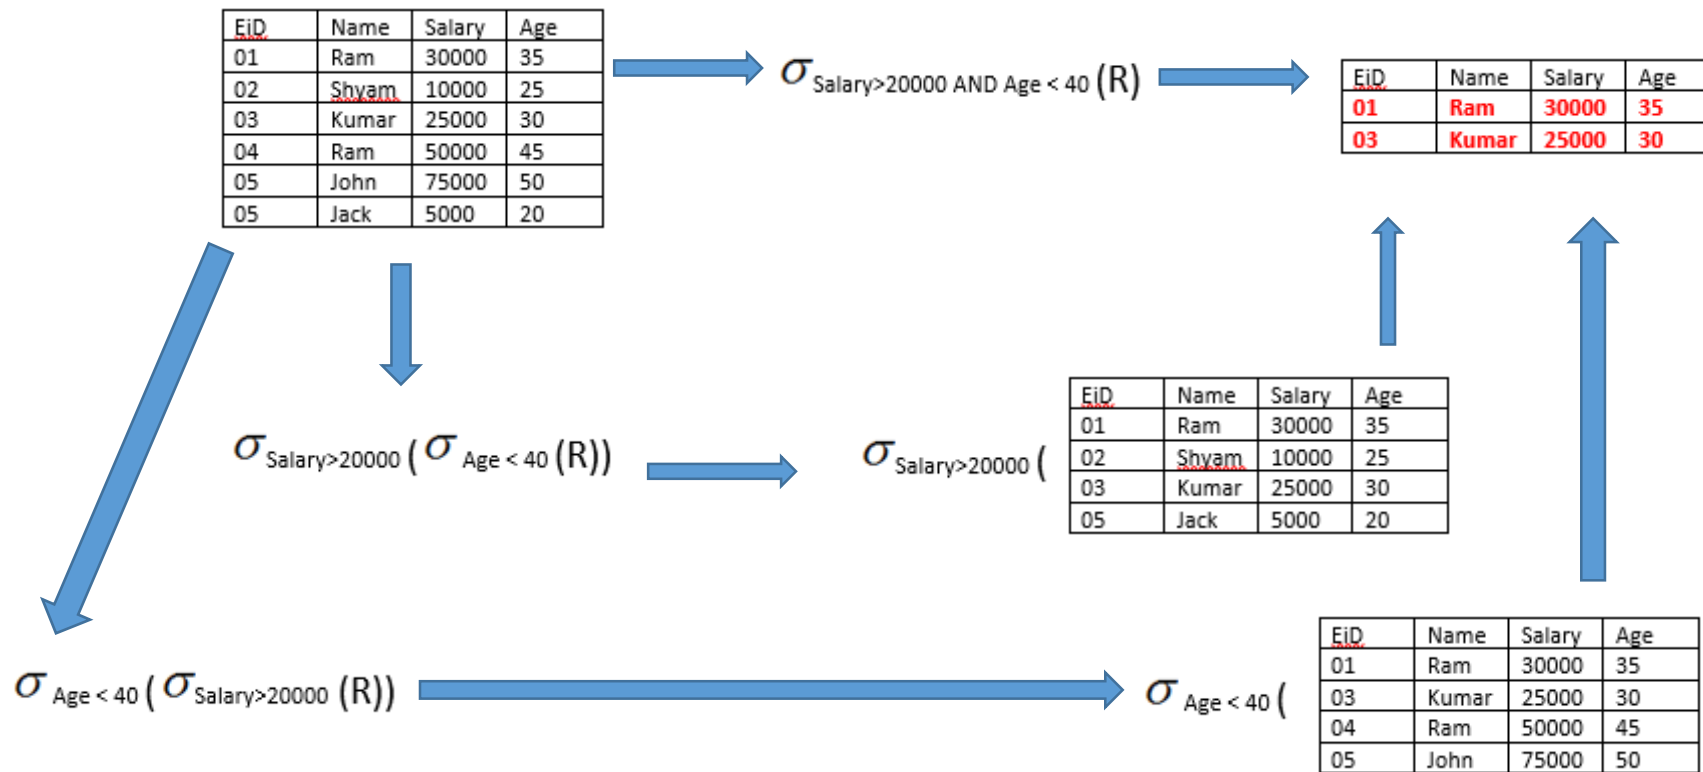 EiD Name Salary Age
01 Ram 30000 35
02 Shyam 10000 25
03 Kumar 25000 30
04 Ram 50000 45
05 John 75000 50
05 Jack 5000 20
σ Salary>20000 AND Age < 40 (R)
EiD Name Salary Age
01 Ram 30000 35
03 Kumar 25000 30
σ Salary>20000 ( σ Age < 40 (R))
σ Salary>20000 (
EiD Name Salary Age
01 Ram 30000 35
02 Shyam 10000 25
03 Kumar 25000 30
05 Jack 5000 20
σ Age < 40 ( σ Salary>20000 (R))
σ Age < 40 (
EiD Name Salary Age
01 Ram 30000 35
03 Kumar 25000 30
04 Ram 50000 45
05 John 75000 50